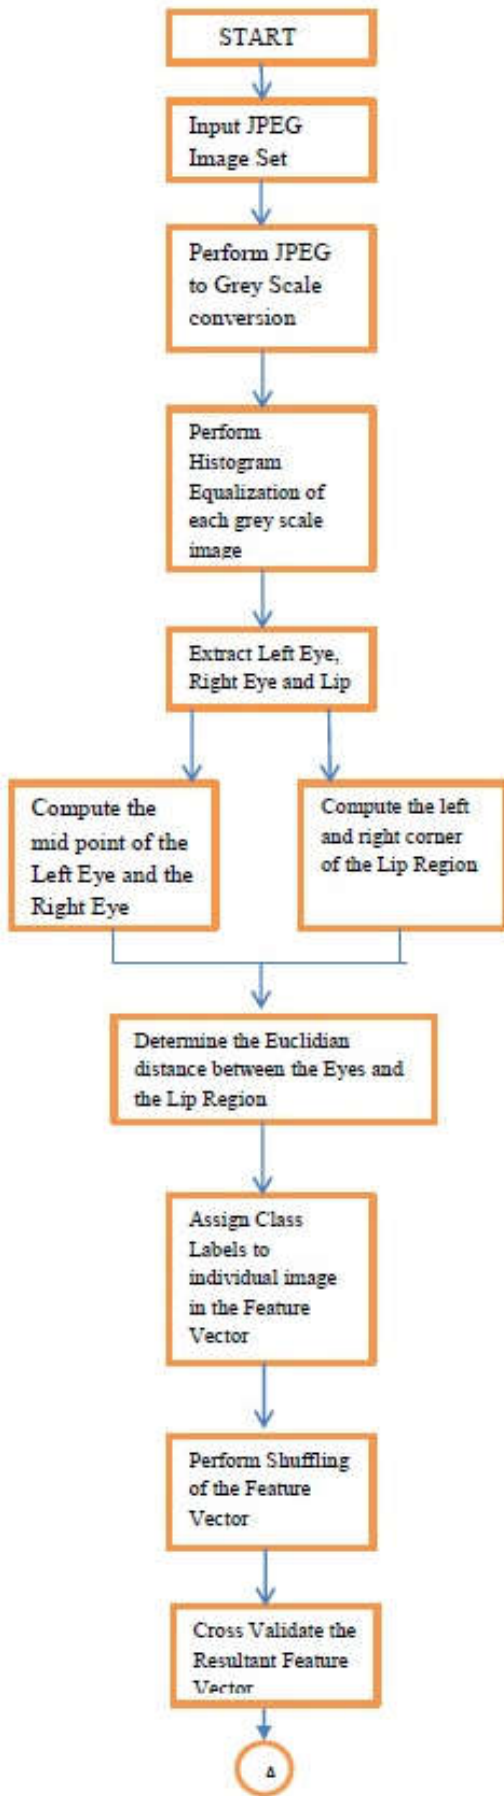 START
Input JPEG
Image Set
Perform JPEG
to Grey Scale
conversion
Perform
Histogram
Equalization of
each grey scale
image
Extract Left Eye,
Right Eye and Lip
Compute the
mid point of the
Left Eye and the
Right Eye
Compute the left
and right corner
of the Lip Region
Determine the Euclidian
distance between the Eyes and
the Lip Region
Assign Class
Labels to
individual image
in the Feature
Vector
Perform Shuffling
of the Feature
Vector
Cross Validate the
Resultant Feature
Vector
A